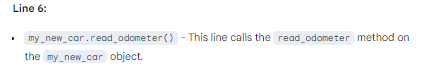 Line 6:
• my_new_car.read_odometer() - This line calls the read_odometer method on
the my_new_car object.